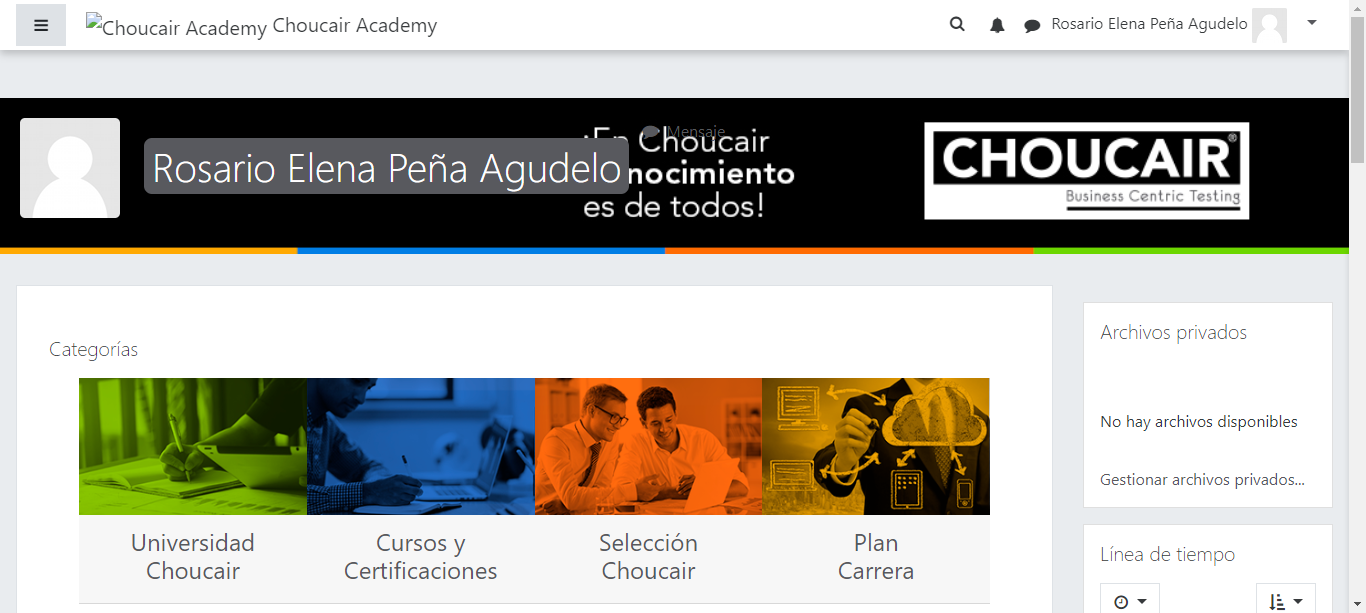 Choucair Academy Choucair Academy
Rosario Elena Peña Agudelo
Mensaje
Rosario Elena Peña Agudelo
¡En Choucair
nocimiento
es de todos!
CHOUCAIR®
Business Centric Testing
Categorías
Universidad
Choucair
Cursos y
Certificaciones
Selección
Choucair
Plan
Carrera
Archivos privados
No hay archivos disponibles
Gestionar archivos privados...
Línea de tiempo